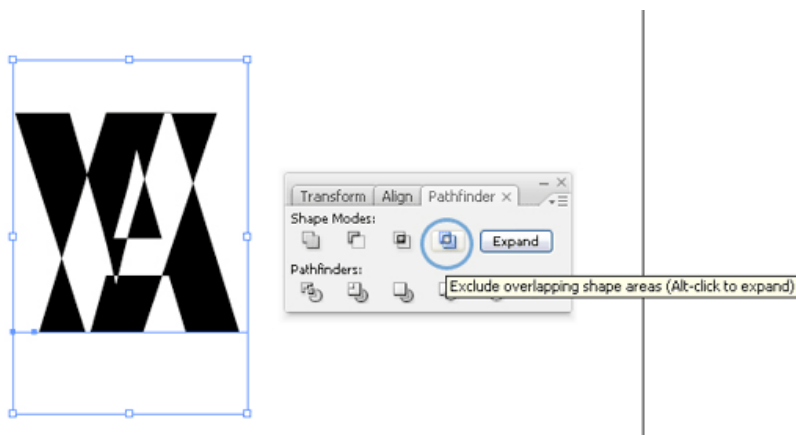 Transform Align Pathfinder
Shape Modes:
Expand
Pathfinders:
Exclude overlapping shape areas (Alt-click to expand)